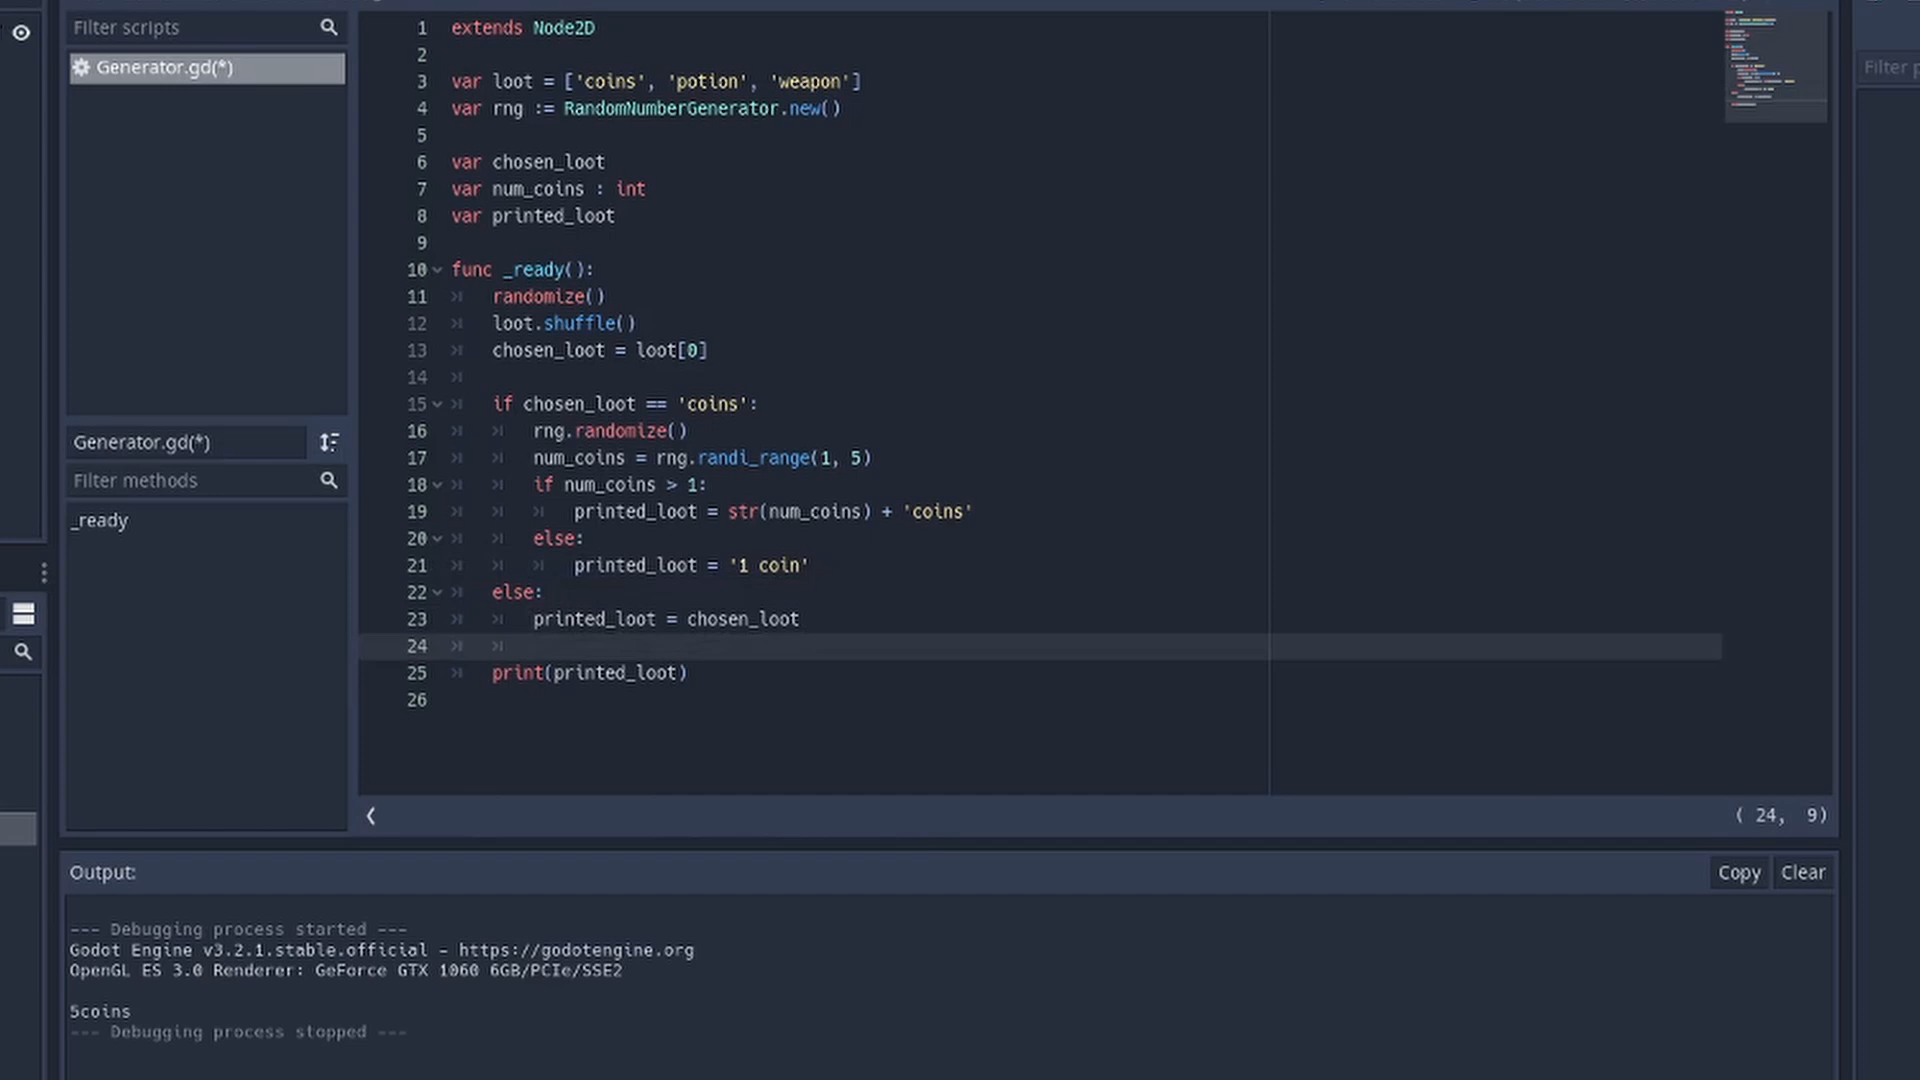 Filter scripts
Generator.gd(*)
Generator.gd(*)
Filter methods
_ready
1 extends Node2D
2
3 var loot = ['coins', 'potion', 'weapon']
4 var rng := RandomNumberGenerator.new()
5
6 var chosen_loot
7 var num_coins : int
8 var printed_loot
9
10 func _ready():
11 randomize()
12 loot.shuffle()
13 chosen_loot = loot[0]
14
15 if chosen_loot == 'coins':
16 rng.randomize()
17 num_coins = rng.randi_range(1, 5)
18 if num_coins > 1:
19 printed_loot = str(num_coins) + 'coins'
20 else:
21 printed_loot = '1 coin'
22 else:
23 printed_loot = chosen_loot
24
25 print(printed_loot)
26
( 24, 9)
Filter
Output:
Copy
Clear
--- Debugging process started ---
Godot Engine v3.2.1.stable.official - https://godotengine.org
OpenGL ES 3.0 Renderer: GeForce GTX 1060 6GB/PCIe/SSE2
5coins
--- Debugging process stopped ---